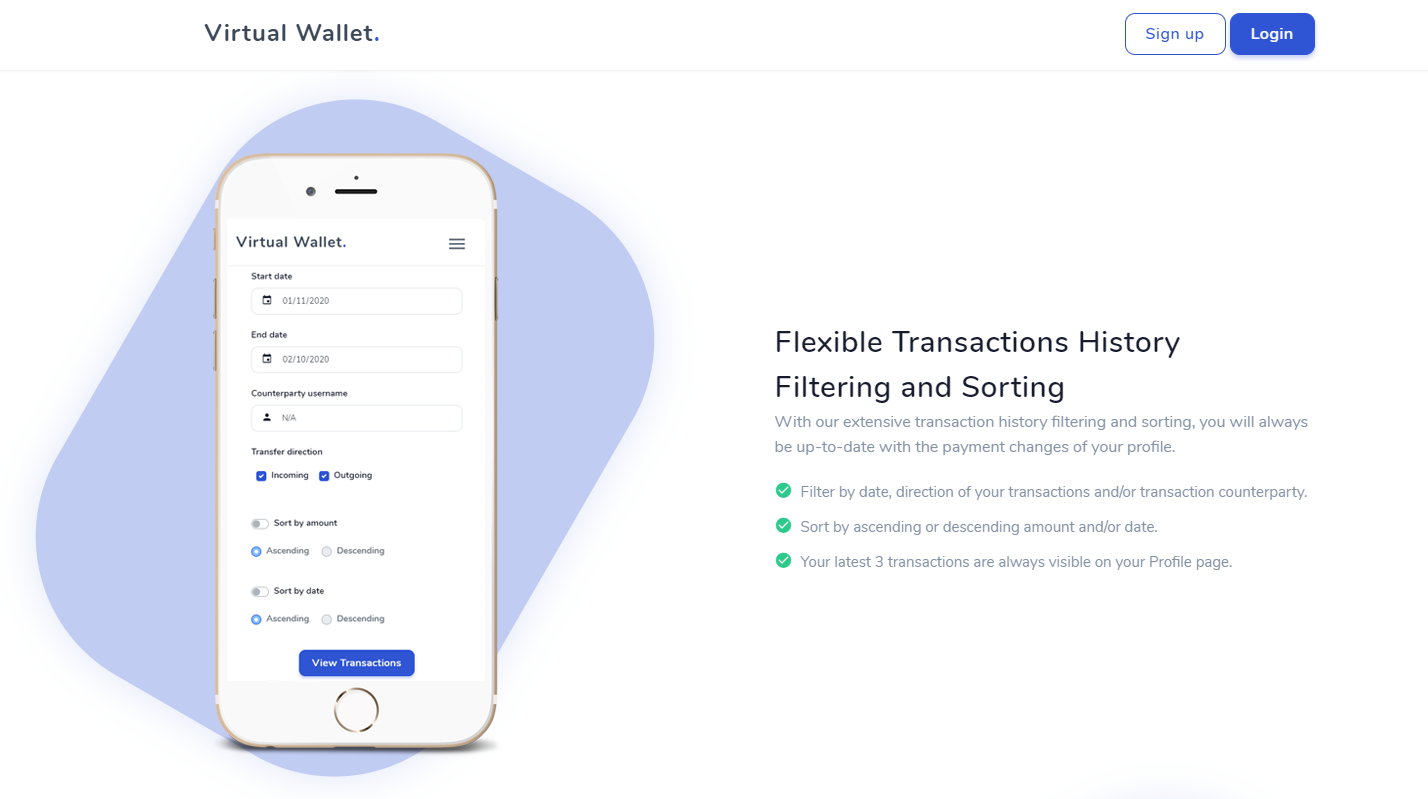 Virtual Wallet.
Sign up
Login
Virtual Wallet.
Start date
01/11/2020
End date
02/10/2020
Counterparty username
N/A
Transfer direction
Incoming Outgoing
Sort by amount
Ascending Descending
Sort by date
Ascending Descending
View Transactions
Flexible Transactions History
Filtering and Sorting
With our extensive transaction history filtering and sorting, you will always
be up-to-date with the payment changes of your profile.
Filter by date, direction of your transactions and/or transaction counterparty.
Sort by ascending or descending amount and/or date.
Your latest 3 transactions are always visible on your Profile page.